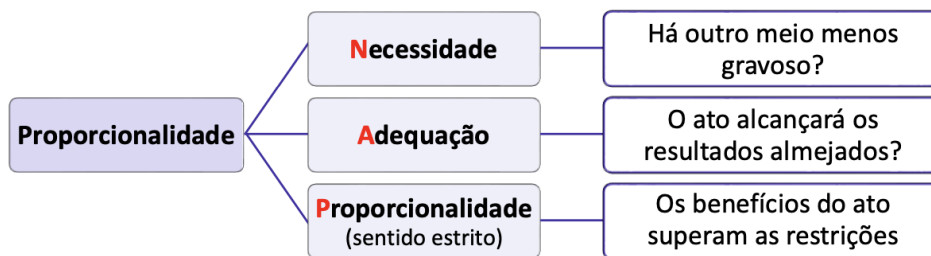 Proporcionalidade
Necessidade
Há outro meio menos
gravoso?
Adequação
O ato alcançará os
resultados almejados?
Proporcionalidade
(sentido estrito)
Os benefícios do ato
superam as restrições